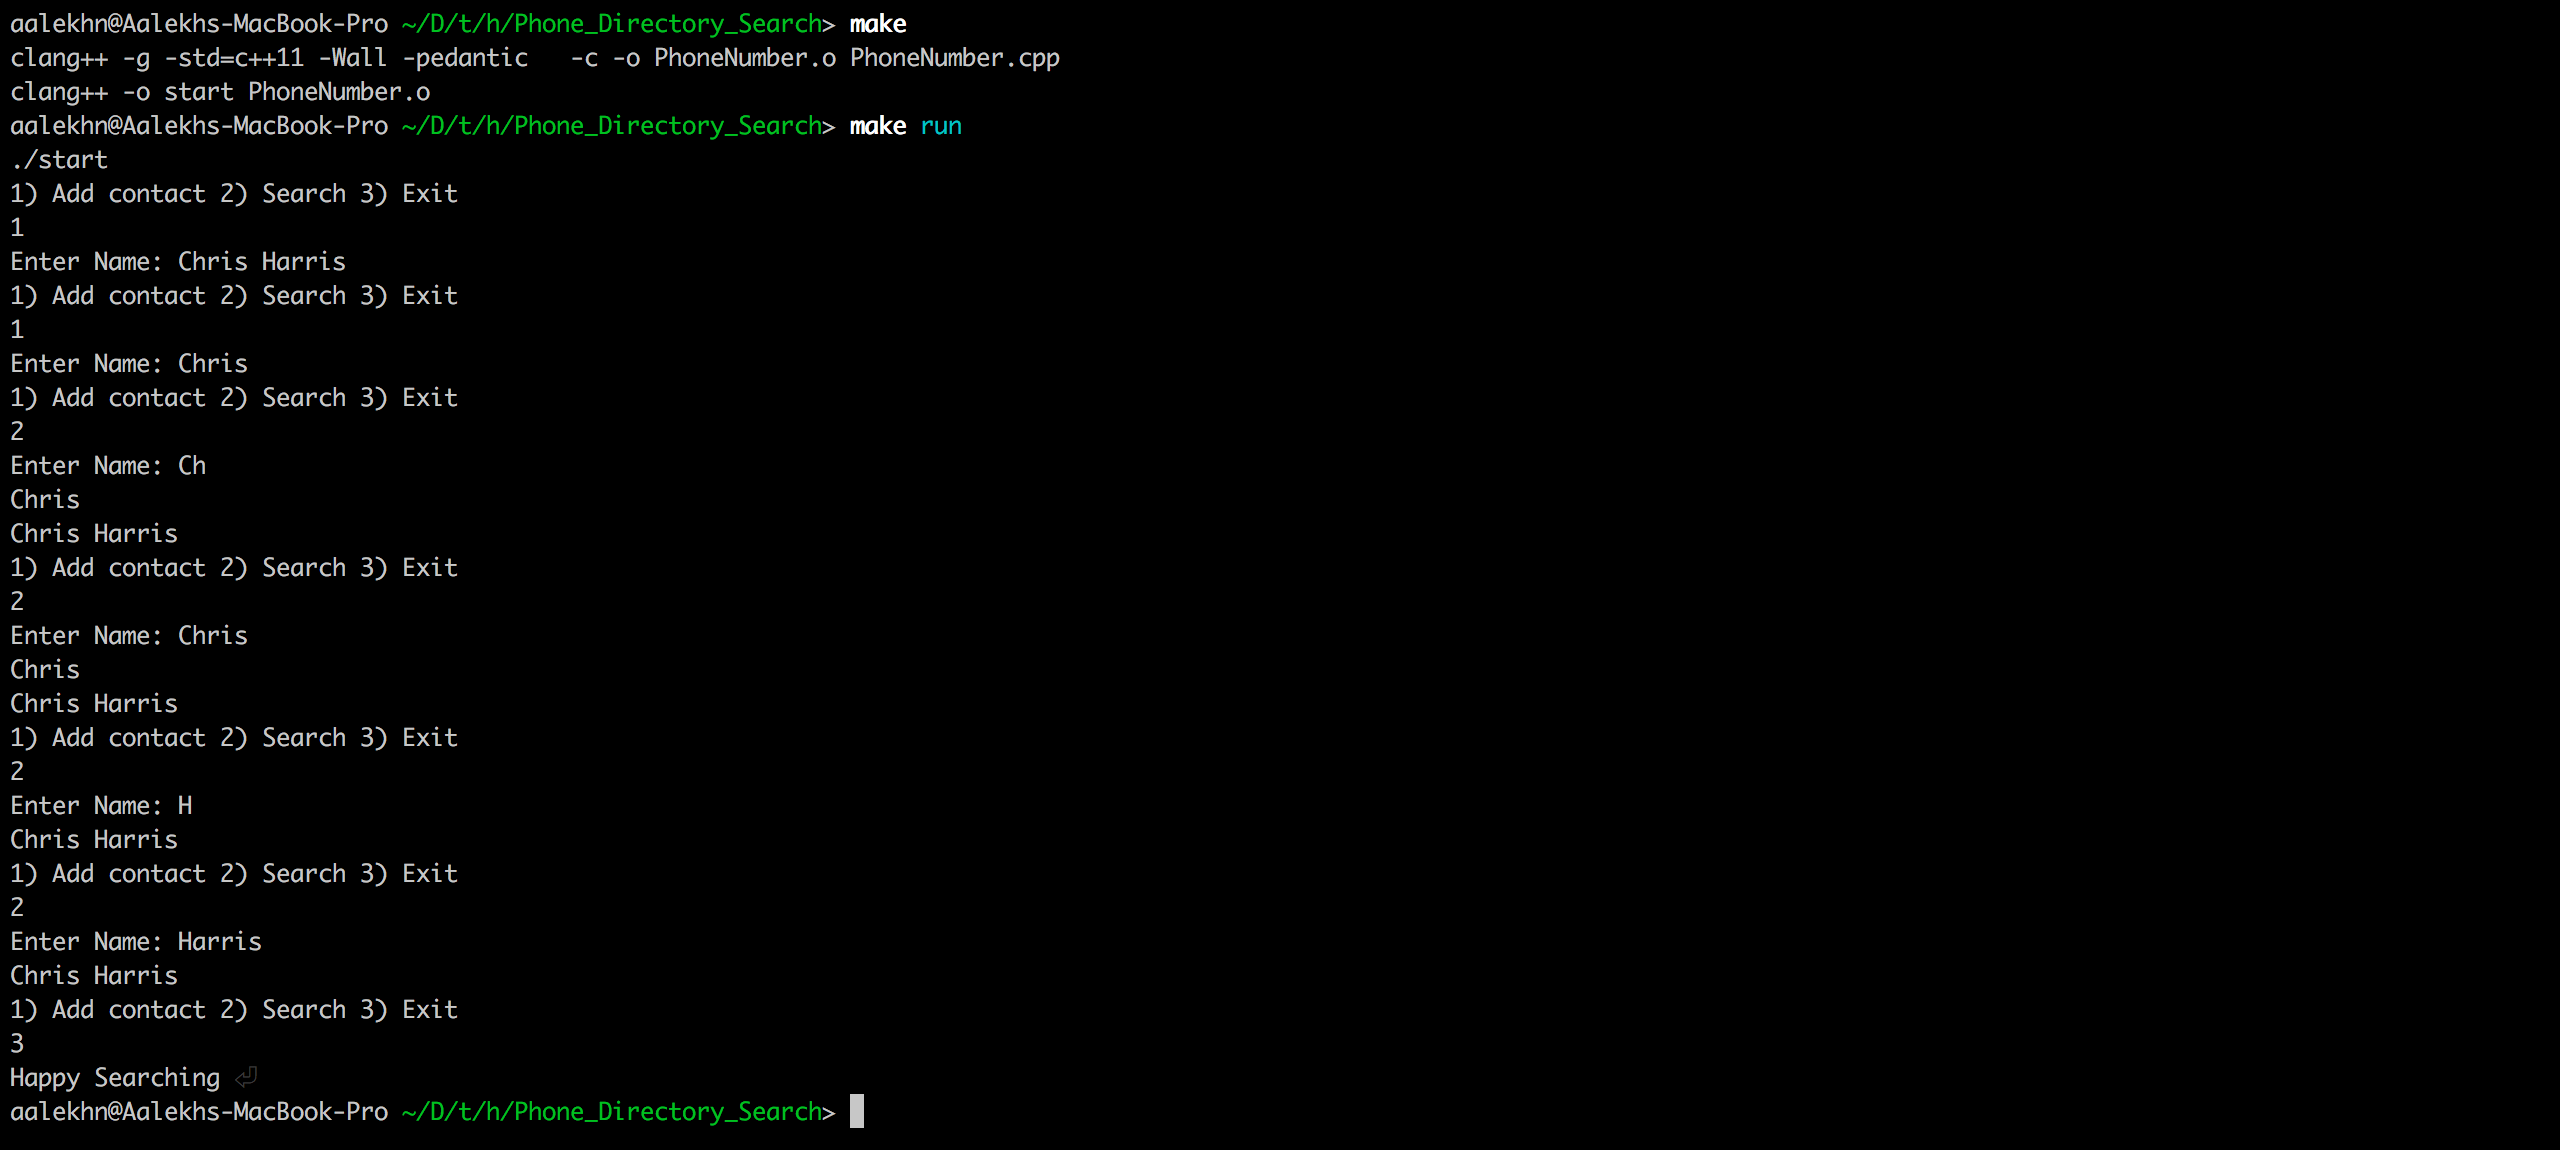 aalekhn@Aalekhs-MacBook-Pro ~/D/t/h/Phone_Directory_Search> make
clang++ -g -std=c++11 -Wall -pedantic   -c -o PhoneNumber.o PhoneNumber.cpp
clang++ -o start PhoneNumber.o
aalekhn@Aalekhs-MacBook-Pro ~/D/t/h/Phone_Directory_Search> make run
./start
1) Add contact 2) Search 3) Exit
1
Enter Name: Chris Harris
1) Add contact 2) Search 3) Exit
1
Enter Name: Chris
1) Add contact 2) Search 3) Exit
2
Enter Name: Ch
Chris
Chris Harris
1) Add contact 2) Search 3) Exit
2
Enter Name: Chris
Chris
Chris Harris
1) Add contact 2) Search 3) Exit
2
Enter Name: H
Chris Harris
1) Add contact 2) Search 3) Exit
2
Enter Name: Harris
Chris Harris
1) Add contact 2) Search 3) Exit
3
Happy Searching ⏎
aalekhn@Aalekhs-MacBook-Pro ~/D/t/h/Phone_Directory_Search>